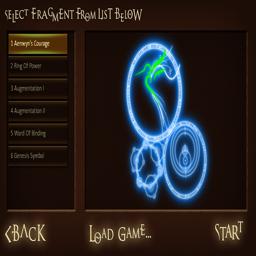 Select Fragment From List Below
1 Aenwyn's Courage
2 Ring Of Power
3 Augmentation I
4 Augmentation II
5 Word Of Binding
6 Genesis Symbol
<Back
Load Game...
Start